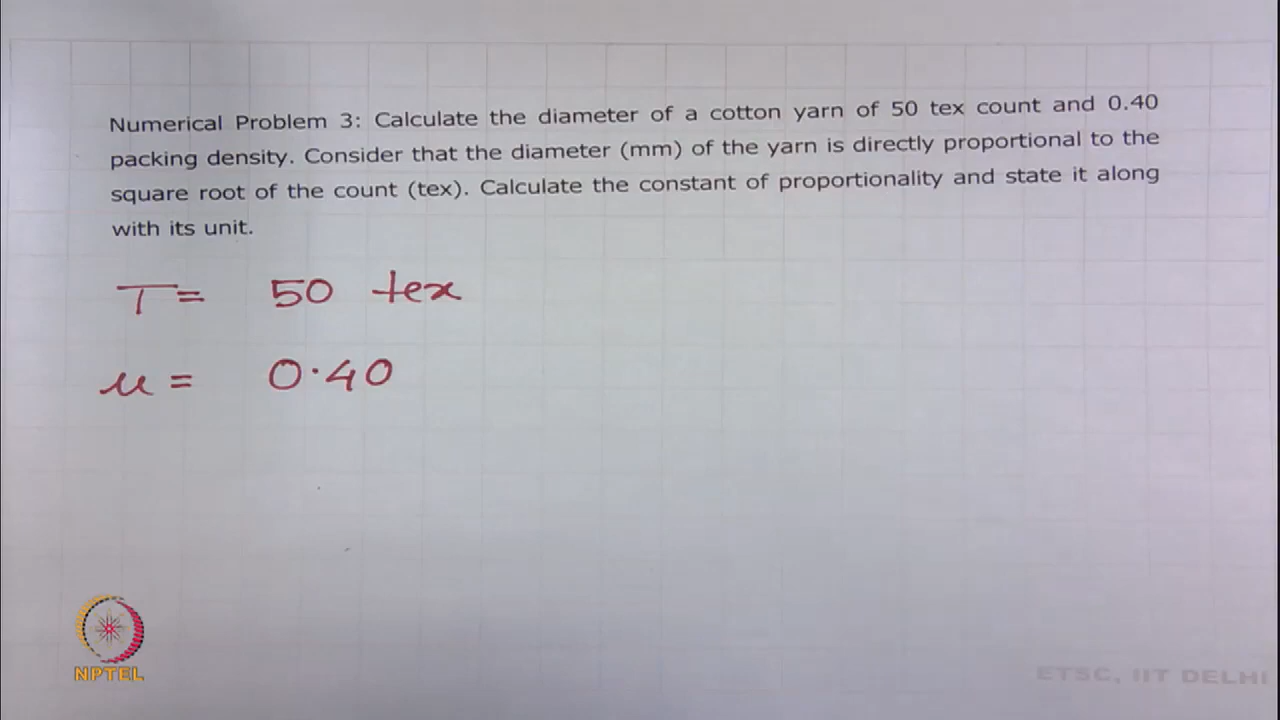 Numerical Problem 3: Calculate the diameter of a cotton yarn of 50 tex count and 0.40
packing density. Consider that the diameter (mm) of the yarn is directly proportional to the
square root of the count (tex). Calculate the constant of proportionality and state it along
with its unit.
T = 50 tex
μ = 0.40
NPTEL
ETSC, IIT DELHI